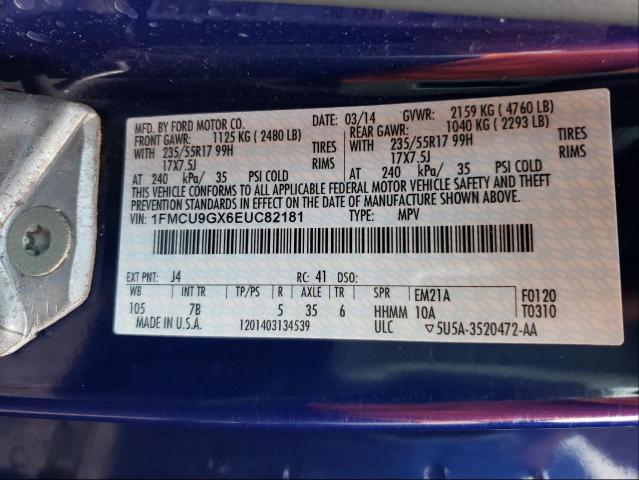 MFD. BY FORD MOTOR CO. DATE: 03/14 GVWR: 2159 KG ( 4760 LB)
FRONT GAWR: 1125 KG ( 2480 LB) REAR GAWR: 1040 KG ( 2293 LB)
WITH 235/55R17 99H TIRES WITH 235/55R17 99H TIRES
17X7.5J RIMS 17X7.5J RIMS
AT 240 kPa/ 35 PSI COLD AT 240 kPa/ 35 PSI COLD
THIS VEHICLE CONFORMS TO ALL APPLICABLE FEDERAL MOTOR VEHICLE SAFETY AND THEFT
PREVENTION STANDARDS IN EFFECT ON THE DATE OF MANUFACTURE SHOWN ABOVE.
VIN: 1FMCU9GX6EUC82181 TYPE: MPV
EXT PNT: J4 RC: 41 DSO:
WB INT TR TP/PS R AXLE TR SPR EM21A F0120
105 7B 5 35 6 HHMM 10A T0310
MADE IN U.S.A. 1201403134539 ULC ▽5U5A-3520472-AA